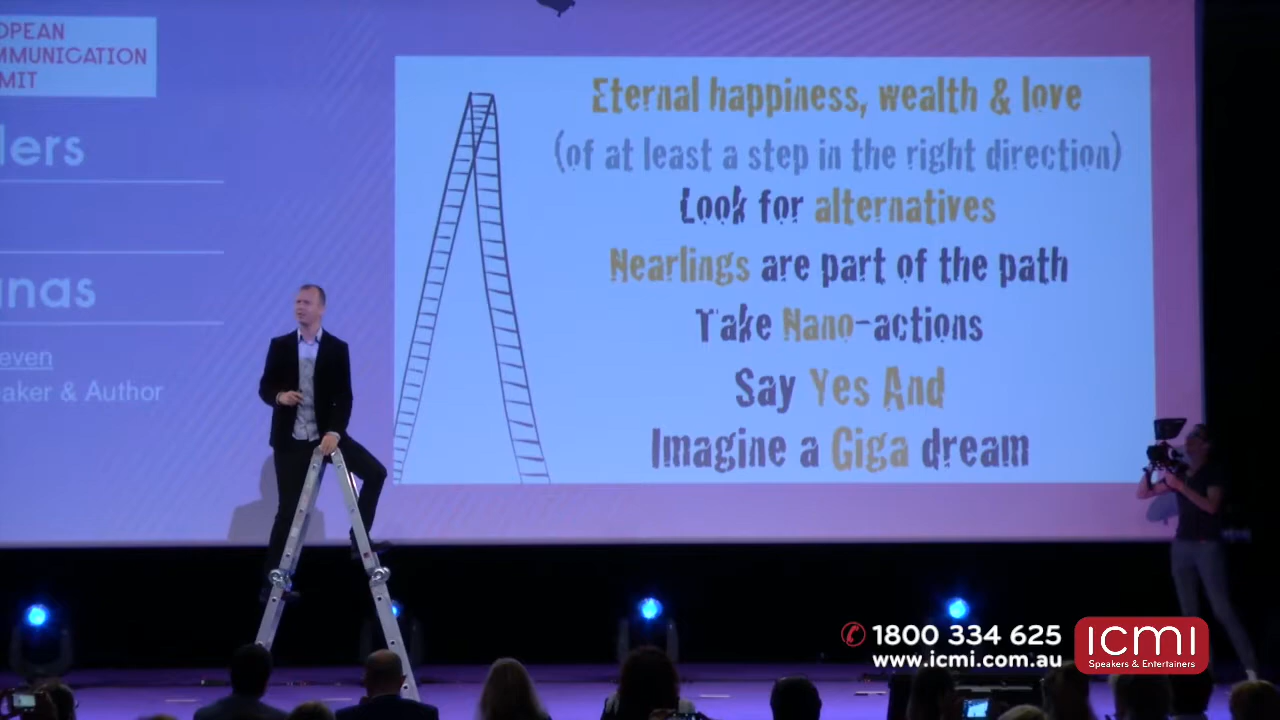 OPEAN
MMUNICATION
MIT
ers
anas
even
aker & Author
Eternal happiness, wealth & love
(of at least a step in the right direction)
Look for alternatives
Nearlings are part of the path
Take Nano-actions
Say Yes And
Imagine a Giga dream
1800 334 625
www.icmi.com.au
icmi
Speakers & Entertainers